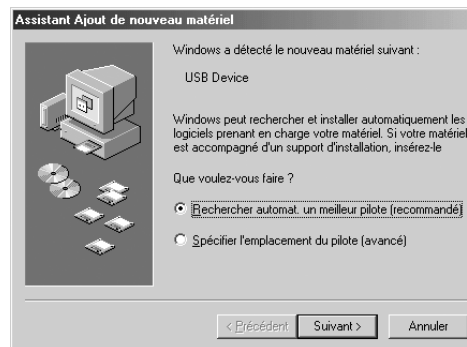 Assistant Ajout de nouveau matériel
Windows a détecté le nouveau matériel suivant :
USB Device
Windows peut rechercher et installer automatiquement les
logiciels prenant en charge votre matériel. Si votre matériel
est accompagné d'un support d'installation, insérez-le
Que voulez-vous faire ?
Rechercher automat. un meilleur pilote (recommandé)
Spécifier l'emplacement du pilote (avancé)
< Précédent
Suivant >
Annuler